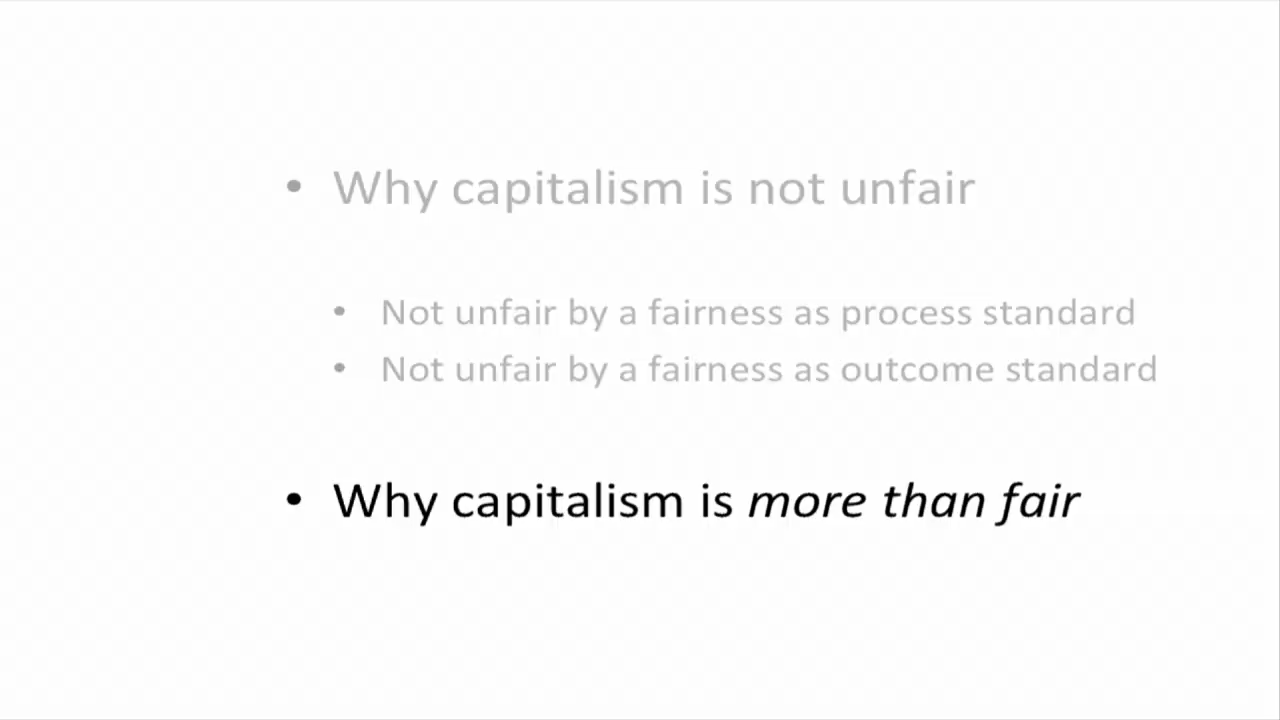 • Why capitalism is not unfair
• Not unfair by a fairness as process standard
• Not unfair by a fairness as outcome standard
• Why capitalism is more than fair